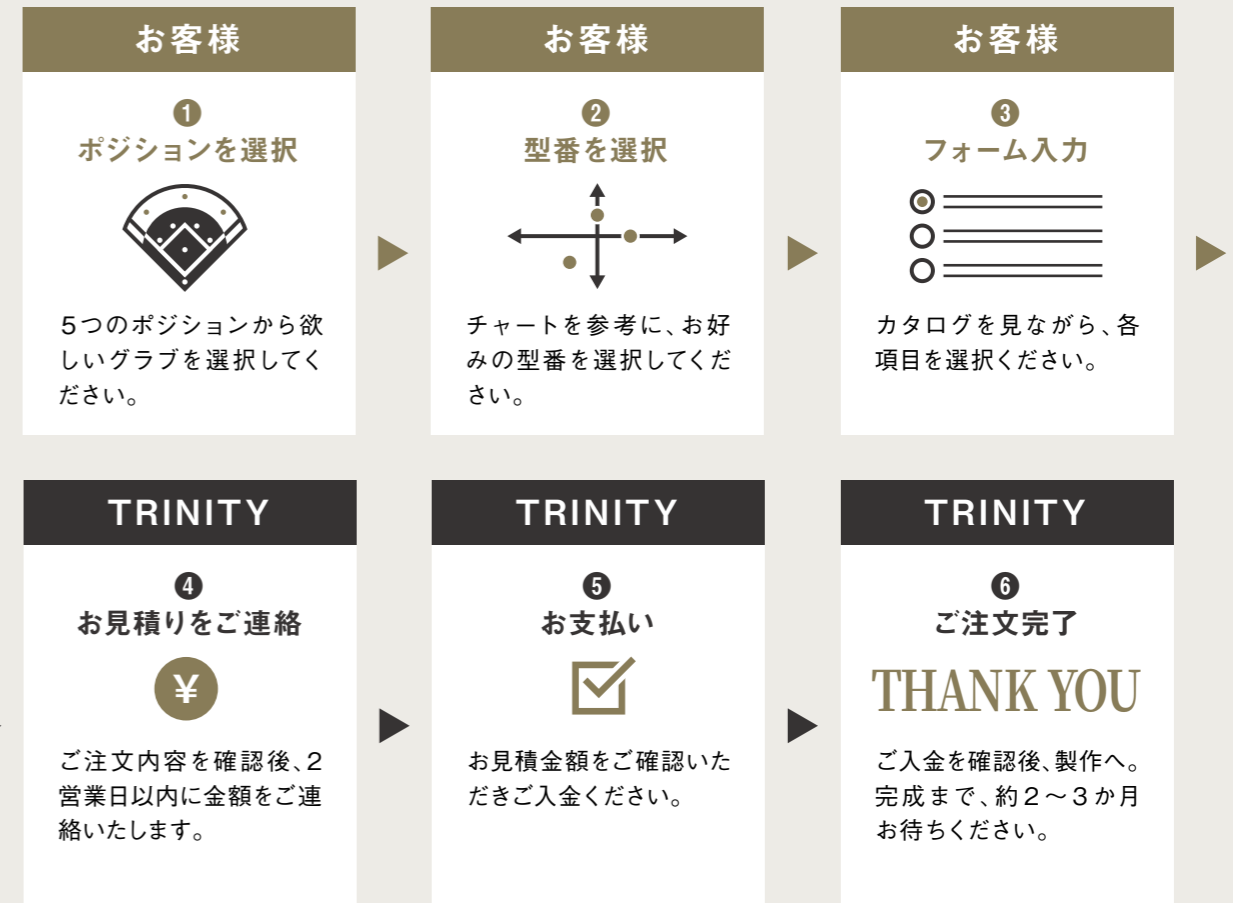 お客様
❶
ポジションを選択
5つのポジションから欲
しいグラブを選択してく
ださい。
お客様
❷
型番を選択
チャートを参考に、お好
みの型番を選択してくだ
さい。
お客様
❸
フォーム入力
カタログを見ながら、各
項目を選択ください。
TRINITY
❹
お見積りをご連絡
¥
ご注文内容を確認後、2
営業日以内に金額をご連
絡いたします。
TRINITY
❺
お支払い
お見積金額をご確認いた
だきご入金ください。
TRINITY
❻
ご注文完了
THANK YOU
ご入金を確認後、製作へ。
完成まで、約2〜3か月
お待ちください。